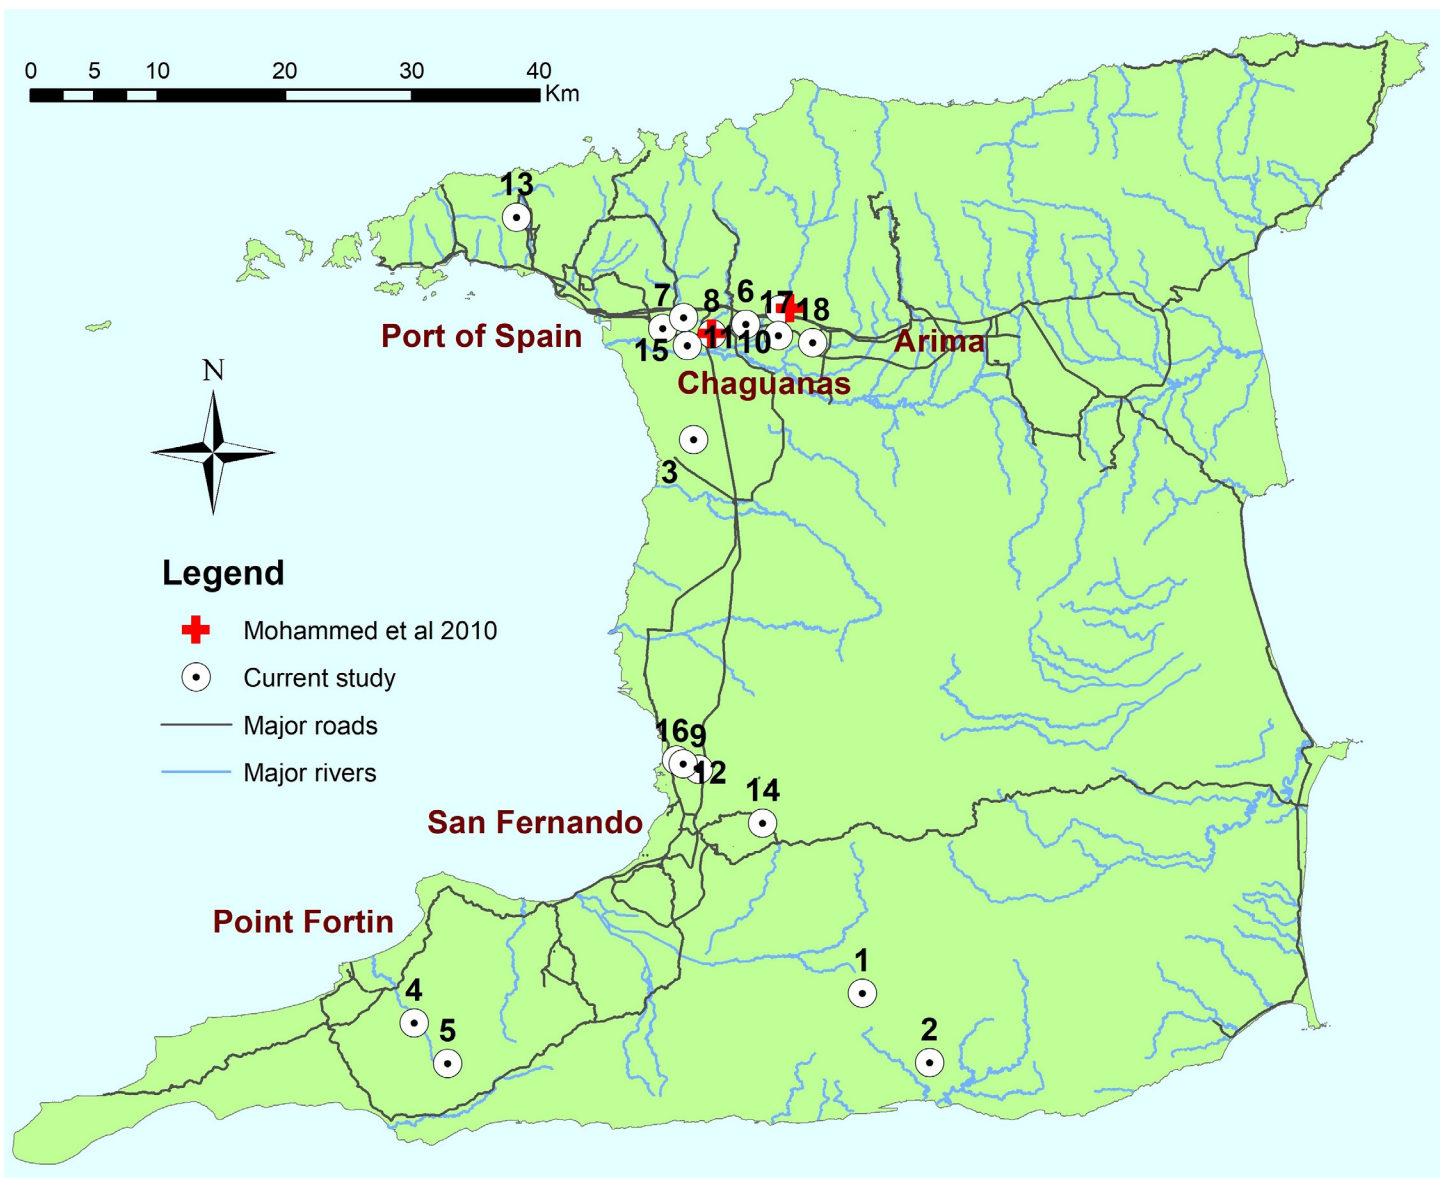 0 5 10 20 30 40
Km
13
7 8 6 17 18
Port of Spain 15 11 10 Arima
Chaguanas
N
3
Legend
Mohammed et al 2010
Current study
Major roads
Major rivers
16 9
12
14
San Fernando
Point Fortin
1
4
5
2